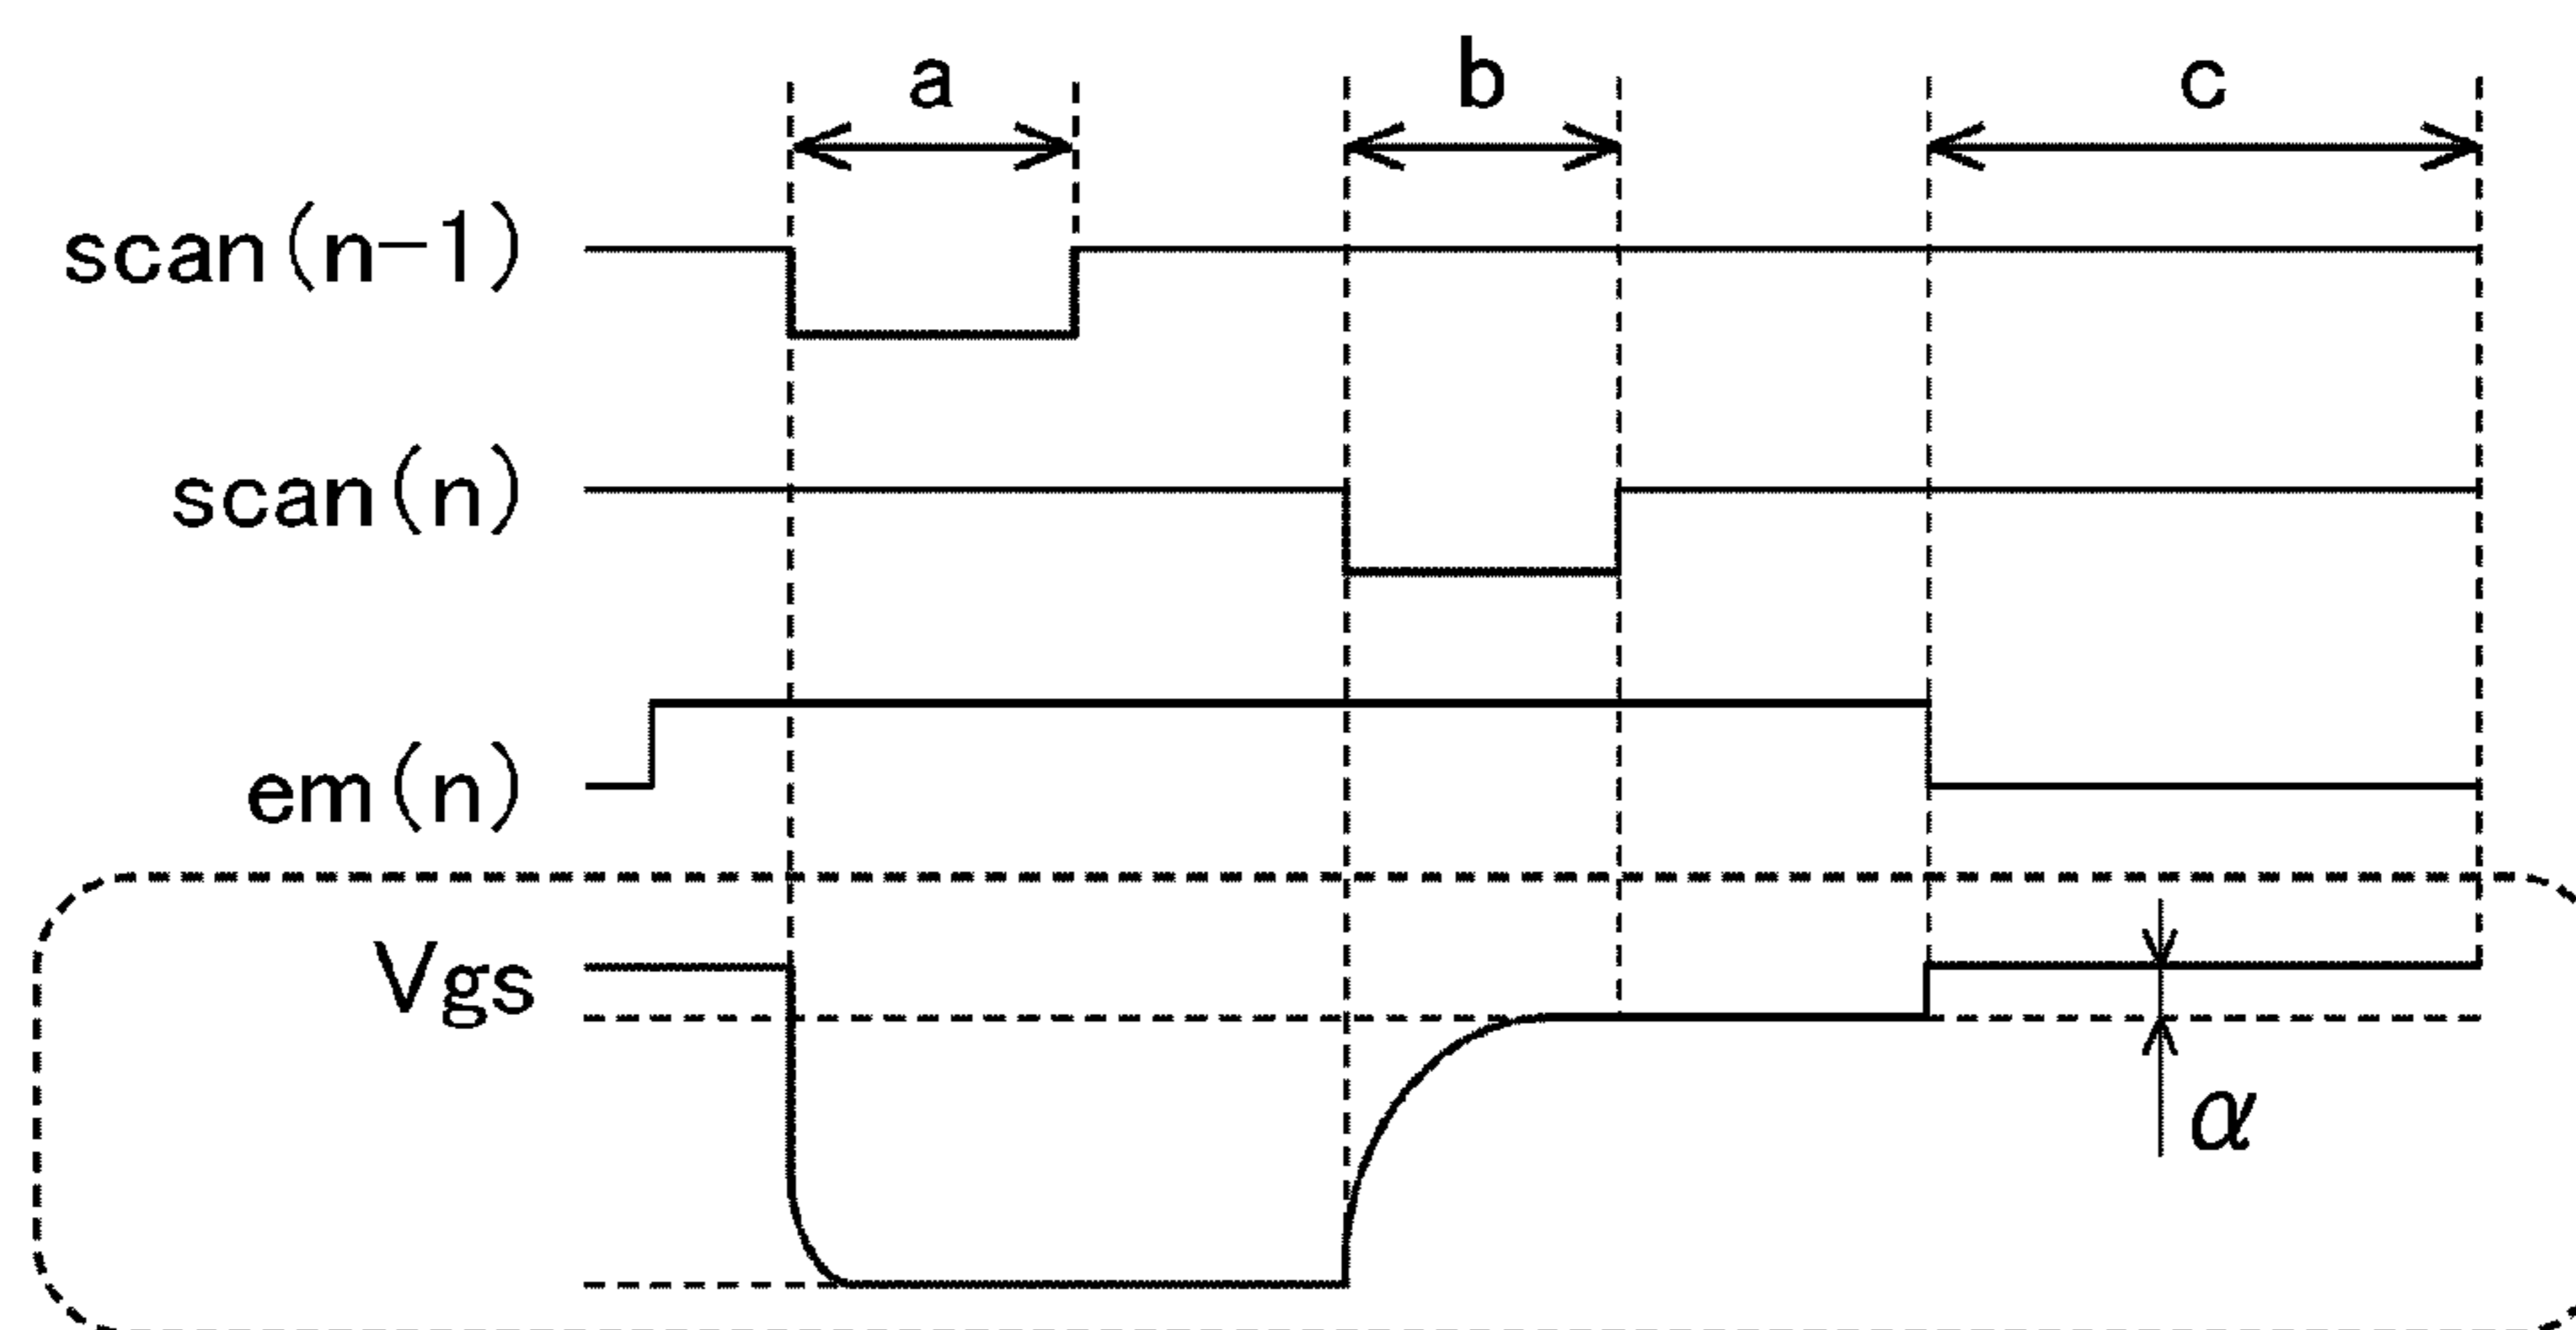 a b c
scan(n-1)
scan(n)
em(n)
Vgs
α